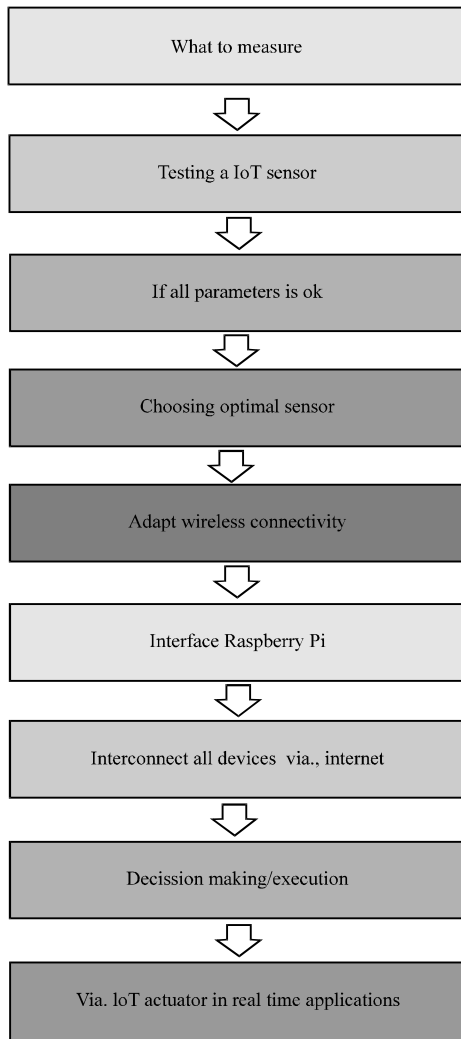 What to measure
Testing a IoT sensor
If all parameters is ok
Choosing optimal sensor
Adapt wireless connectivity
Interface Raspberry Pi
Interconnect all devices via., internet
Decission making/execution
Via. loT actuator in real time applications